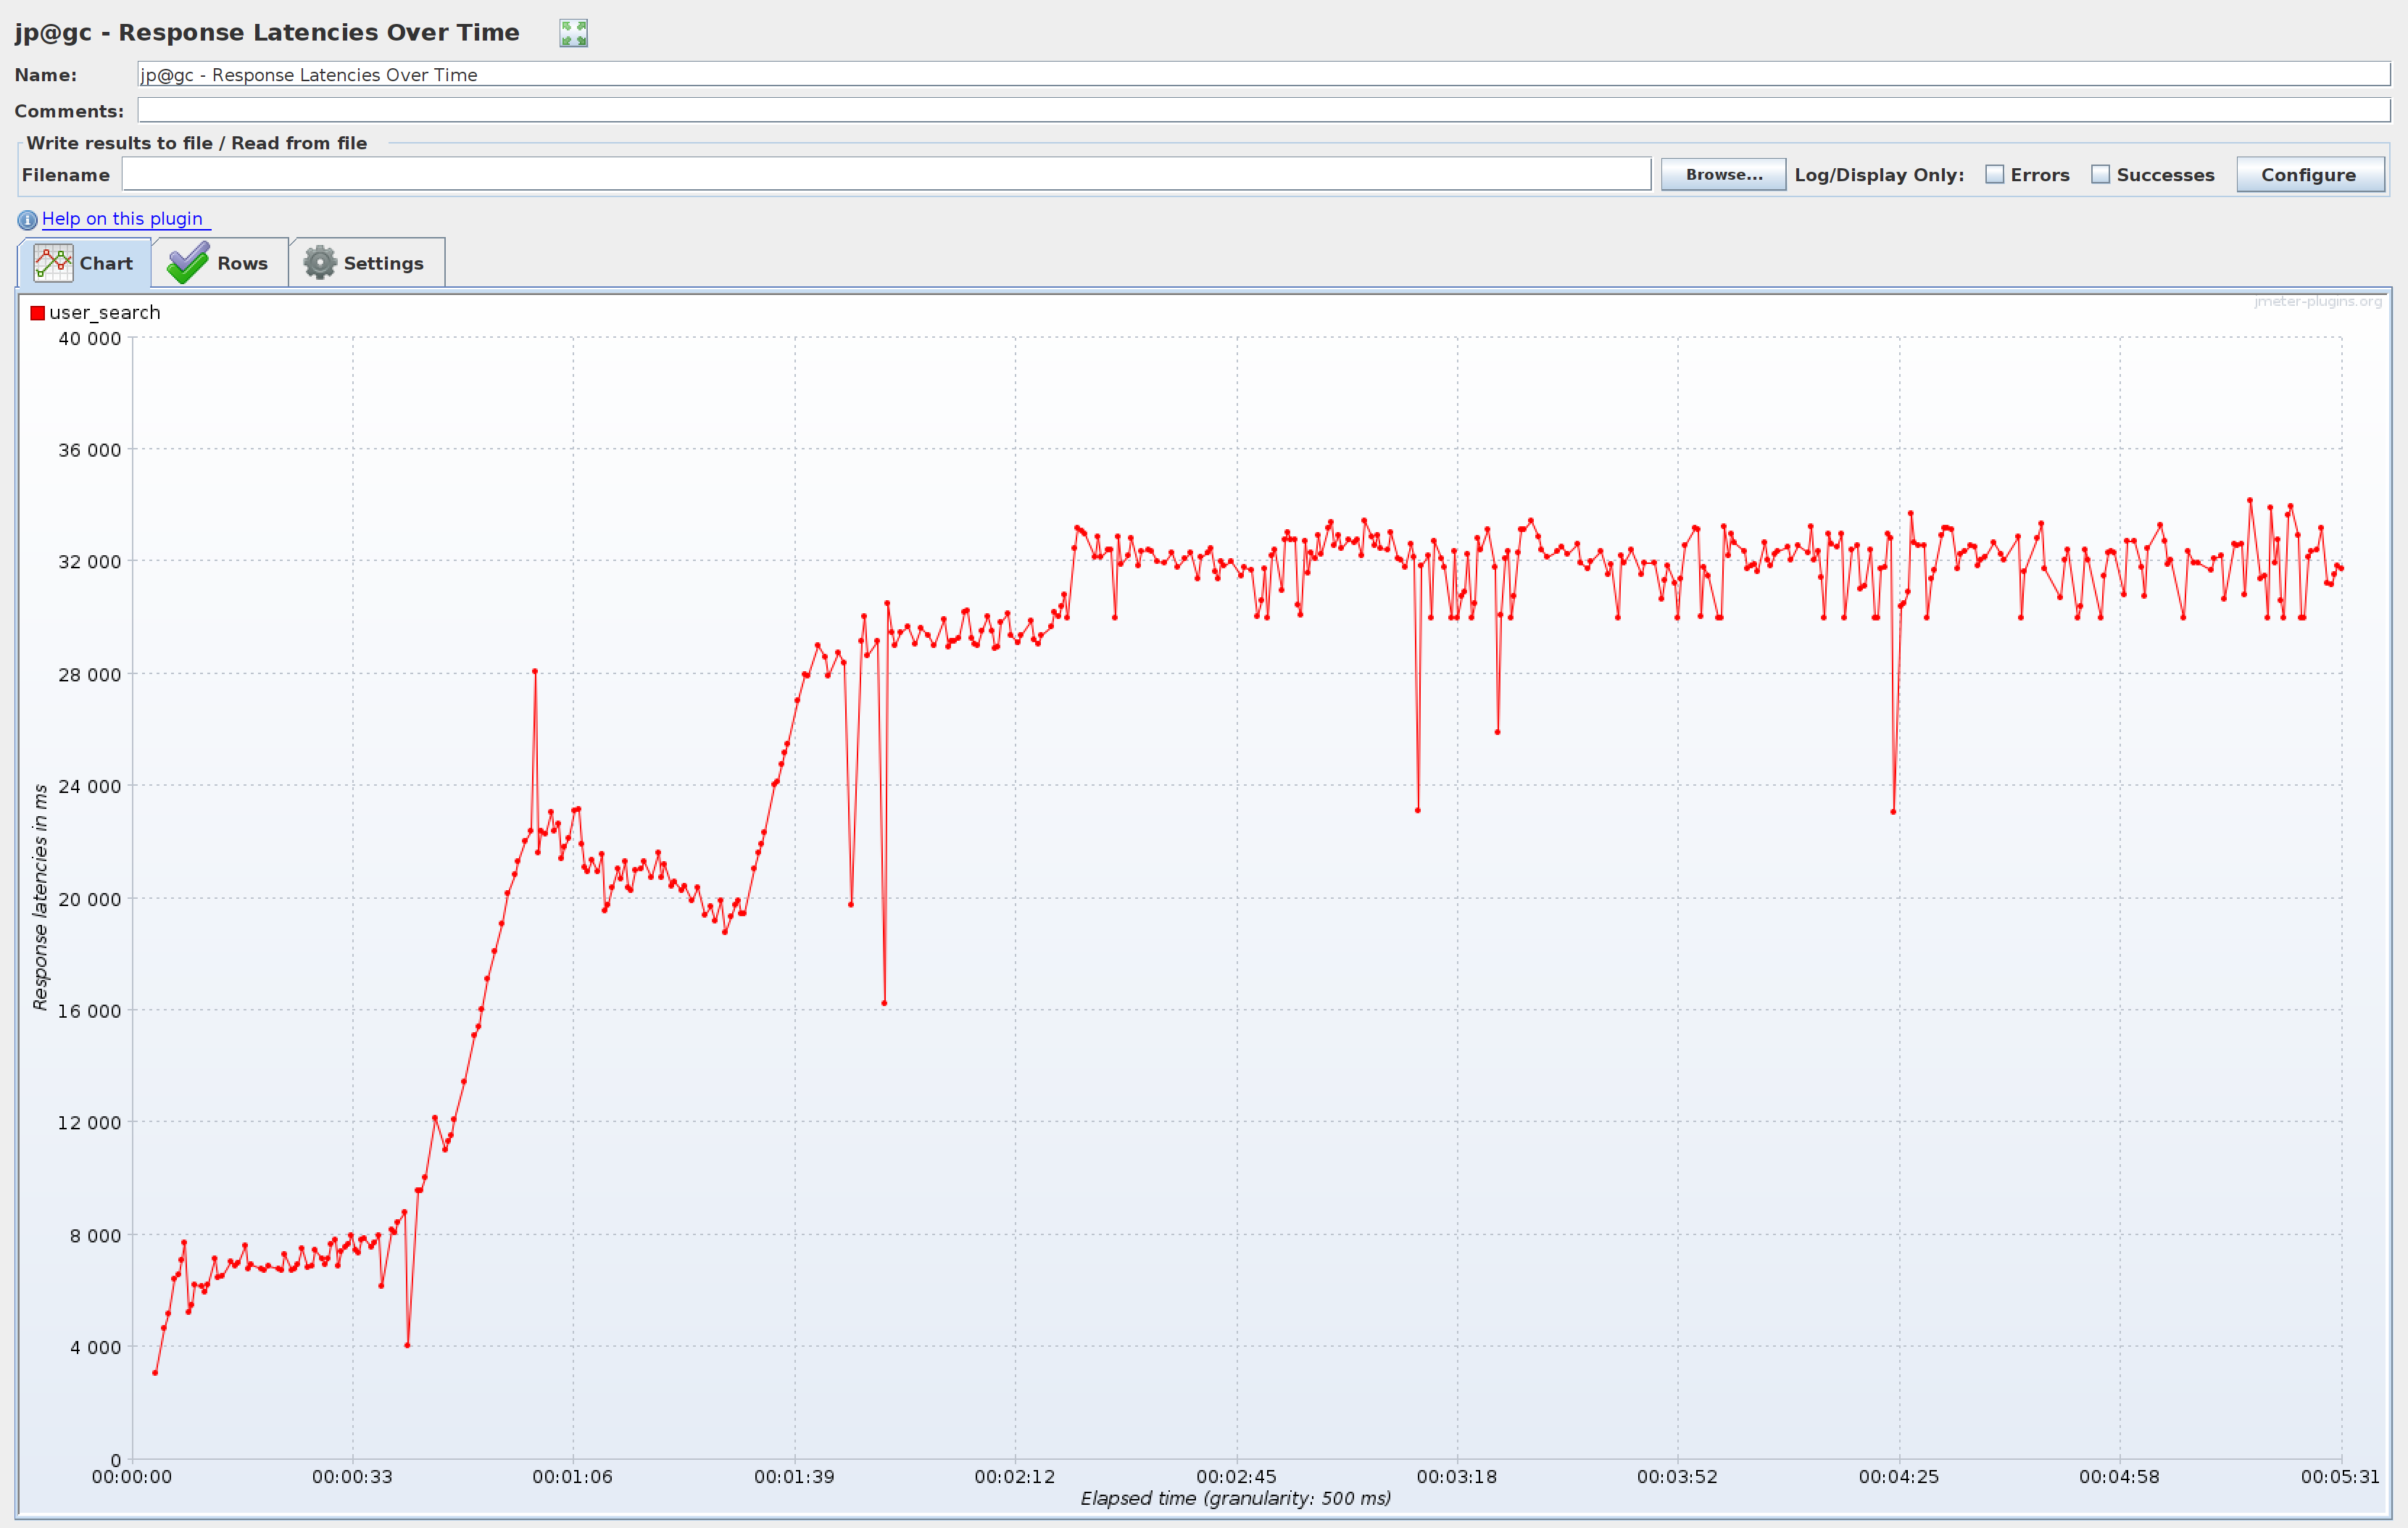 jp@gc - Response Latencies Over Time
Name: jp@gc - Response Latencies Over Time
Comments:
Write results to file / Read from file
Filename Browse... Log/Display Only: Errors Successes Configure
Help on this plugin
Chart Rows Settings
user_search jmeter-plugins.org
40 000
36 000
32 000
28 000
24 000
20 000
16 000
12 000
8 000
4 000
0
Response latencies in ms
00:00:00 00:00:33 00:01:06 00:01:39 00:02:12 00:02:45 00:03:18 00:03:52 00:04:25 00:04:58 00:05:31
Elapsed time (granularity: 500 ms)